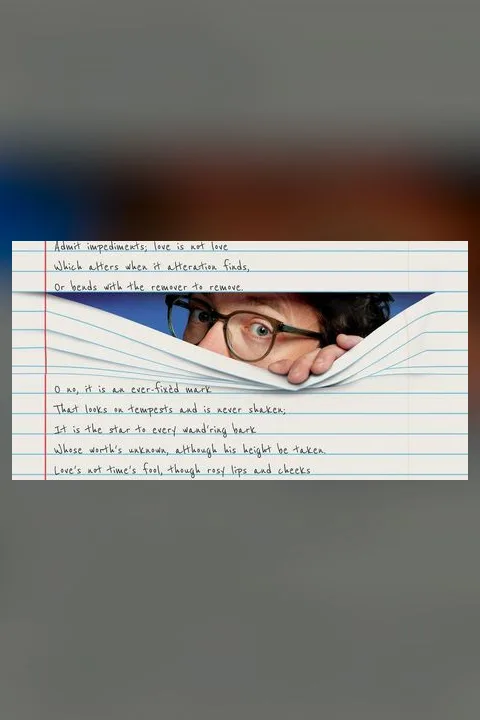 Admit impediments; love is not love
Which alters when it alteration finds,
Or bends with the remover to remove.
O no, it is an ever-fixèd mark
That looks on tempests and is never shaken;
It is the star to every wand'ring bark
Whose worth's unknown, although his height be taken.
Love's not time's fool, though rosy lips and cheeks